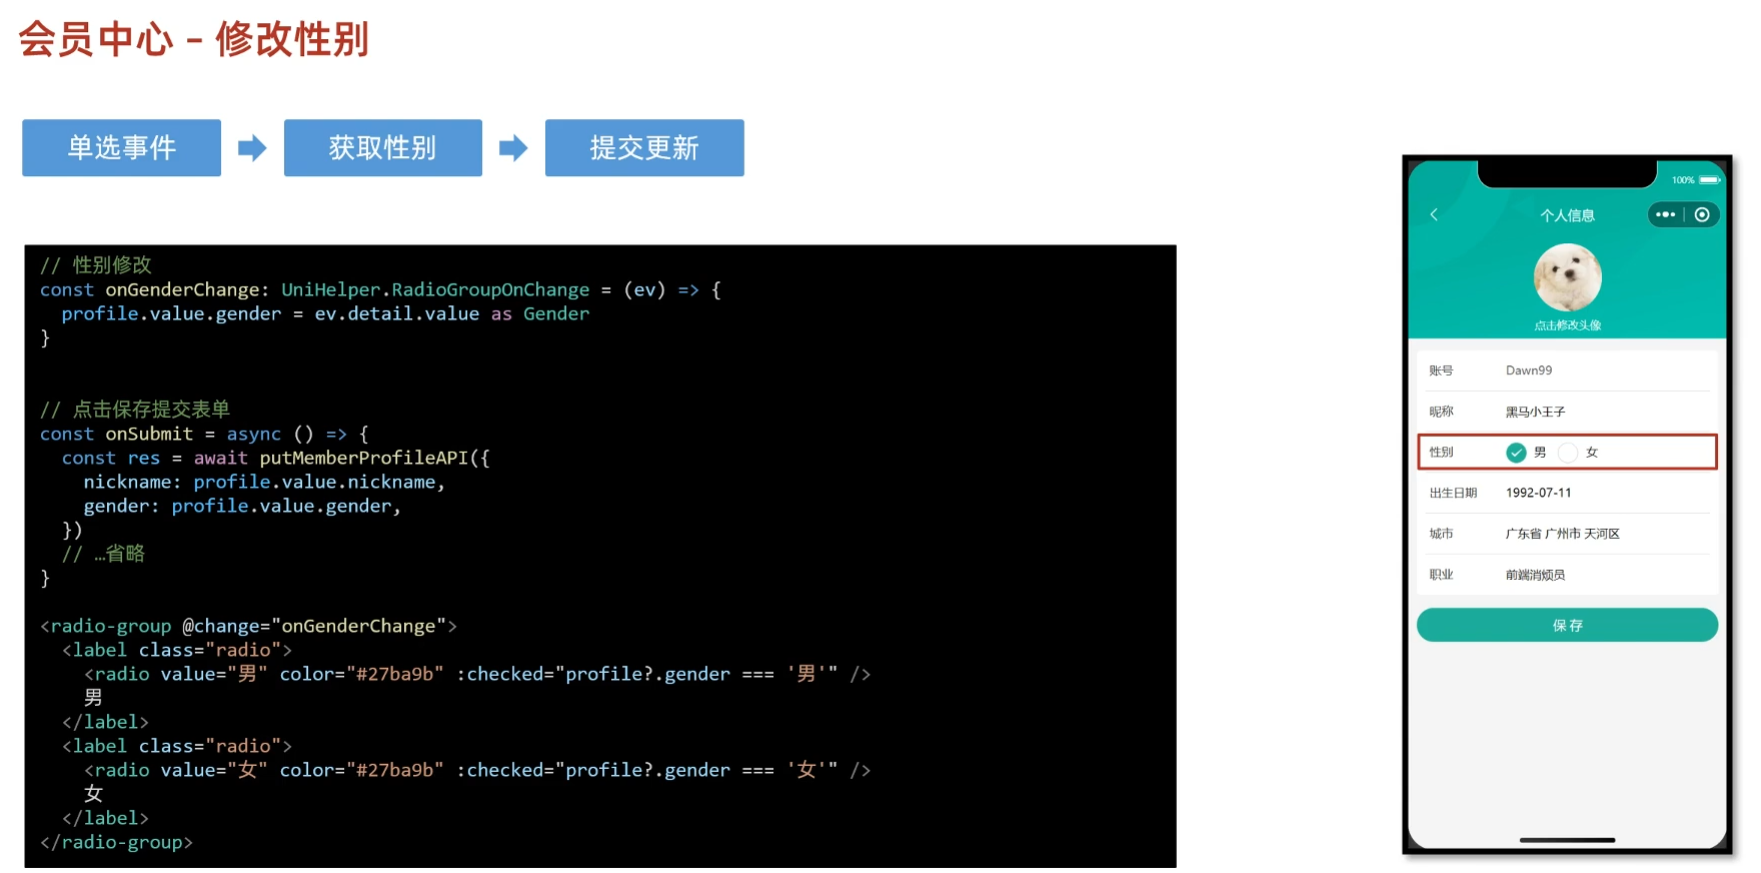 会员中心 – 修改性别
单选事件
获取性别
提交更新
// 性别修改
const onGenderChange: UniHelper.RadioGroupOnChange = (ev) => {
  profile.value.gender = ev.detail.value as Gender
}
// 点击保存提交表单
const onSubmit = async () => {
  const res = await putMemberProfileAPI({
    nickname: profile.value.nickname,
    gender: profile.value.gender,
  })
  // …省略
}
<radio-group @change="onGenderChange">
  <label class="radio">
    <radio value="男" color="#27ba9b" :checked="profile?.gender === '男'" />
    男
  </label>
  <label class="radio">
    <radio value="女" color="#27ba9b" :checked="profile?.gender === '女'" />
    女
  </label>
</radio-group>
100%
个人信息
点击修改头像
账号 Dawn99
昵称 黑马小王子
性别 男 女
出生日期 1992-07-11
城市 广东省 广州市 天河区
职业 前端消烦员
保存